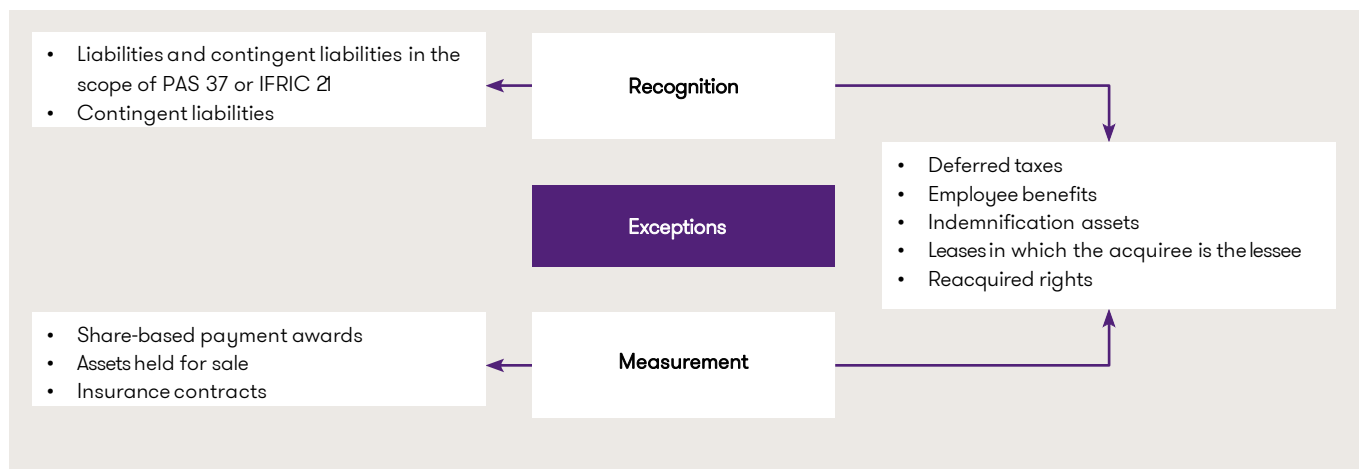 • Liabilities and contingent liabilities in the
scope of PAS 37 or IFRIC 21
• Contingent liabilities
Recognition
• Deferred taxes
• Employee benefits
• Indemnification assets
• Leases in which the acquiree is the lessee
• Reacquired rights
Exceptions
• Share-based payment awards
• Assets held for sale
• Insurance contracts
Measurement